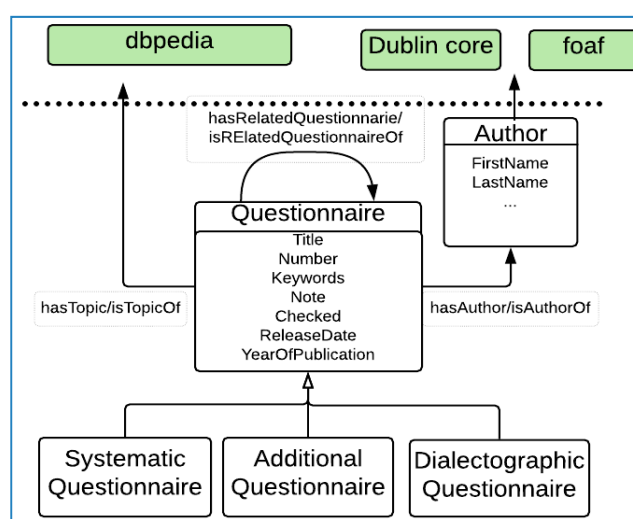 dbpedia
Dublin core
foaf
hasRelatedQuestionnarie/
isRElatedQuestionnaireOf
Author
FirstName
LastName
...
Questionnaire
Title
Number
Keywords
Note
Checked
ReleaseDate
YearOfPublication
hasTopic/isTopicOf
hasAuthor/isAuthorOf
Systematic
Questionnaire
Additional
Questionnaire
Dialectographic
Questionnaire